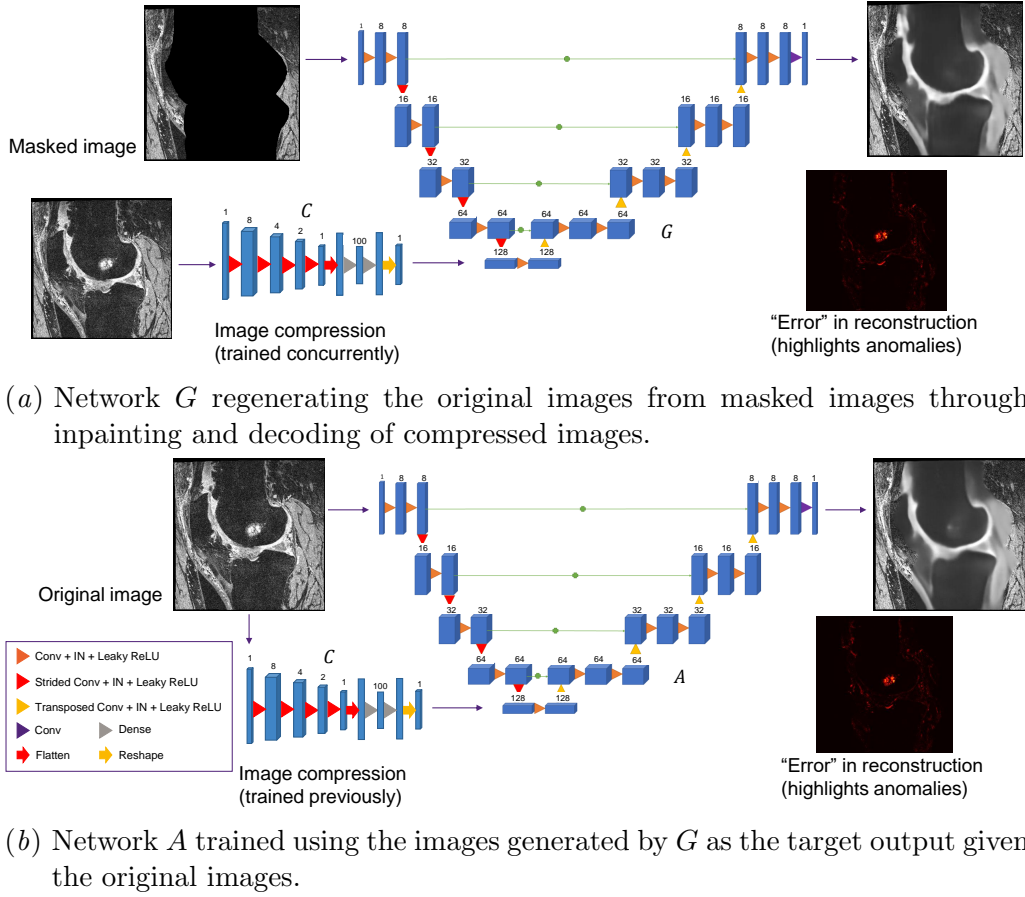 1 8 8
8 8 8 1
16 16
16 16 16
Masked image
32 32
32 32 32
64 64
64 64 64
G
C
1 8 4 2 1 100 1
128 128
Image compression
(trained concurrently)
“Error” in reconstruction
(highlights anomalies)
(a) Network G regenerating the original images from masked images through
inpainting and decoding of compressed images.
1 8 8
8 8 8 1
16 16
16 16 16
Original image
32 32
32 32 32
64 64
64 64 64
A
C
1 8 4 2 1 100 1
128 128
Conv + IN + Leaky ReLU
Strided Conv + IN + Leaky ReLU
Transposed Conv + IN + Leaky ReLU
Conv Dense
Flatten Reshape
Image compression
(trained previously)
“Error” in reconstruction
(highlights anomalies)
(b) Network A trained using the images generated by G as the target output given
the original images.